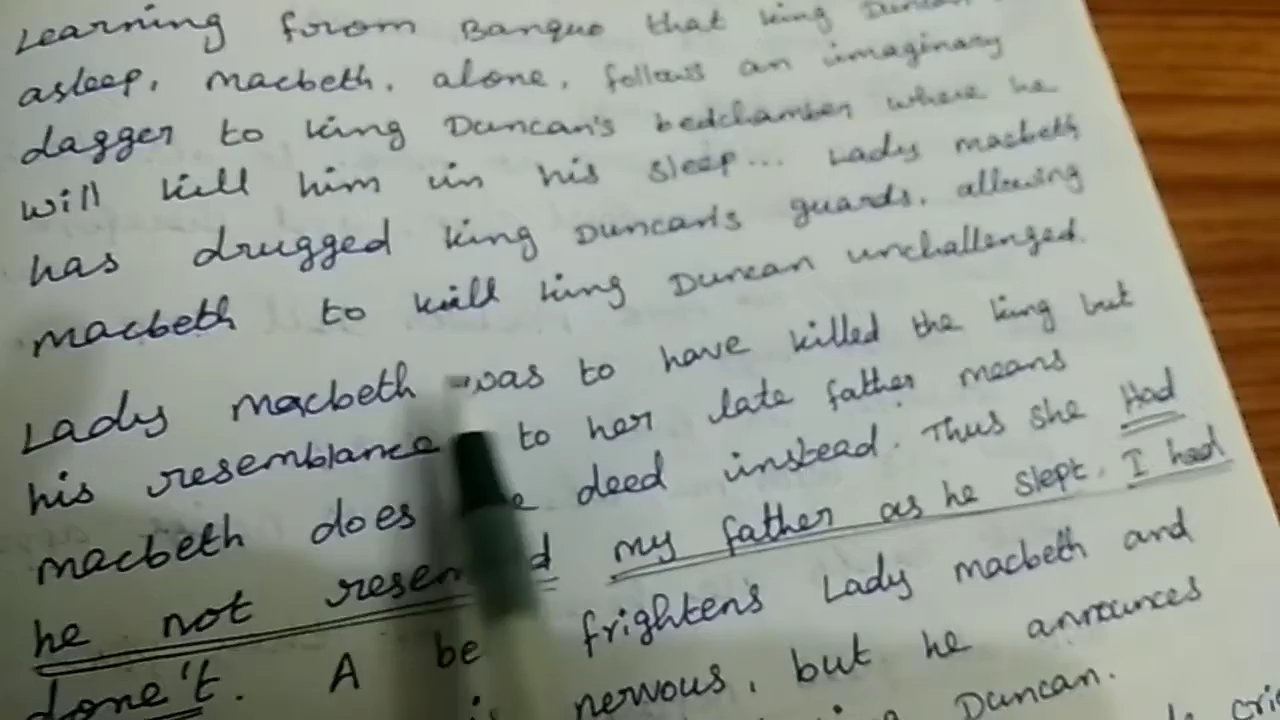 Learning from Banquo that king Duncan
asleep, macbeth, alone, follows an imaginary
dagger to king Duncan's bedchamber where he
will kill him in his sleep... Lady macbeth
has drugged king Duncan's guards, allowing
macbeth to kill king Duncan unchallenged.
Lady macbeth was to have killed the king but
his resemblance to her late father means
macbeth does deed instead. Thus she Had
he not my father as he slept, I had
done't. A frightens Lady macbeth and
nervous, but he announces
Duncan.